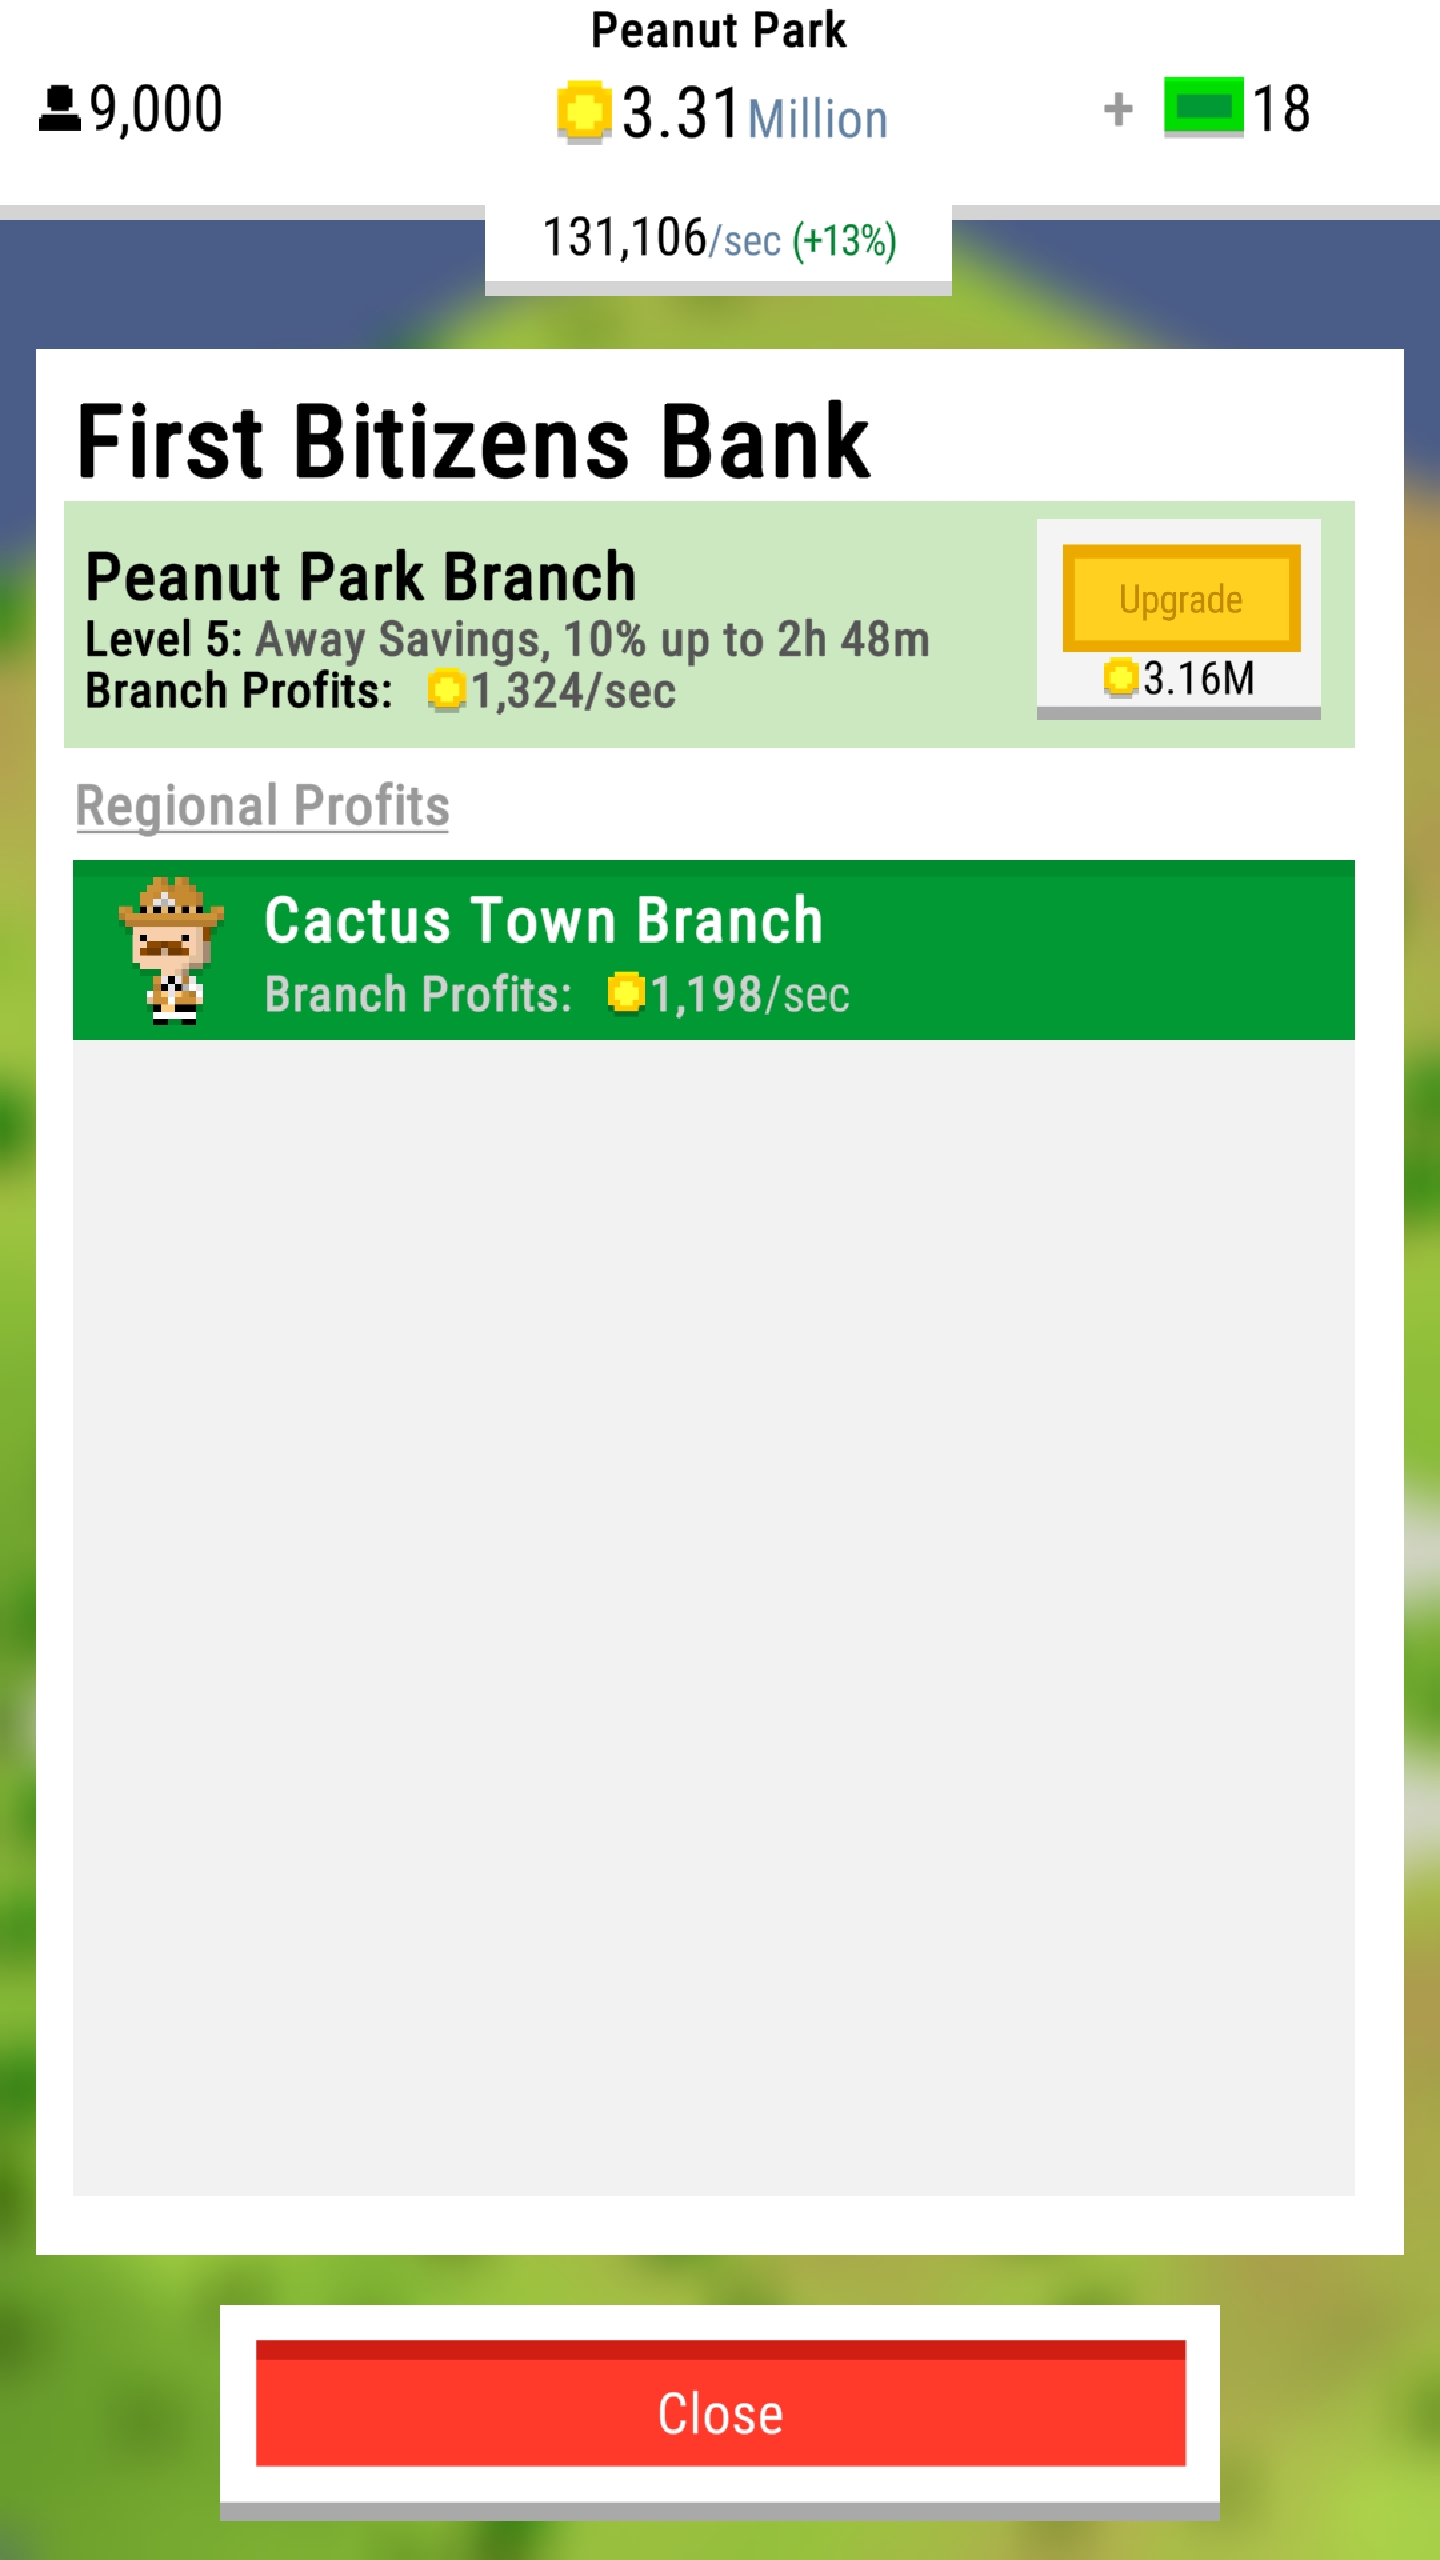 Peanut Park
9,000
3.31Million
+ 18
131,106/sec (+13%)
First Bitizens Bank
Peanut Park Branch
Level 5: Away Savings, 10% up to 2h 48m
Branch Profits: 1,324/sec
Upgrade
3.16M
Regional Profits
Cactus Town Branch
Branch Profits: 1,198/sec
Close